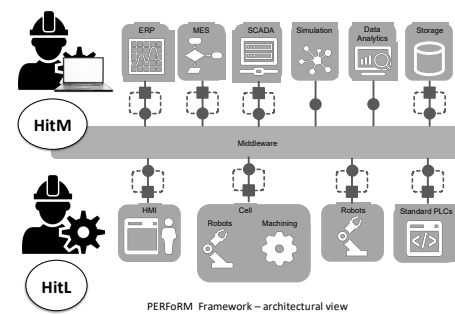 ERP
MES
SCADA
Simulation
Data
Analytics
Storage
HitM
Middleware
HMI
Cell
Robots
Machining
Robots
Standard PLCs
</>
HitL
PERFoRM Framework – architectural view